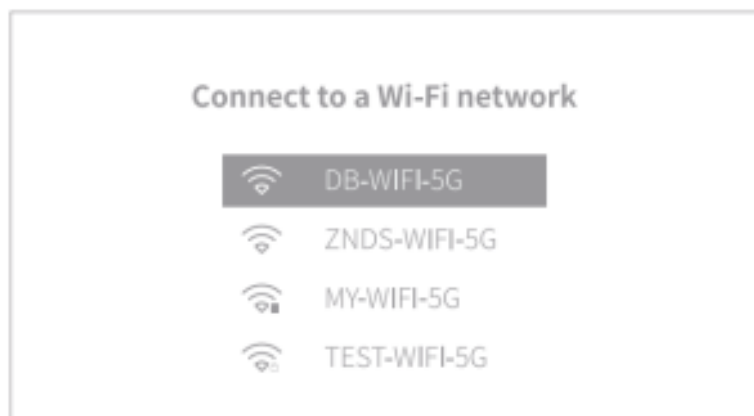 Connect to a Wi-Fi network
DB-WIFI-5G
ZNDS-WIFI-5G
MY-WIFI-5G
TEST-WIFI-5G